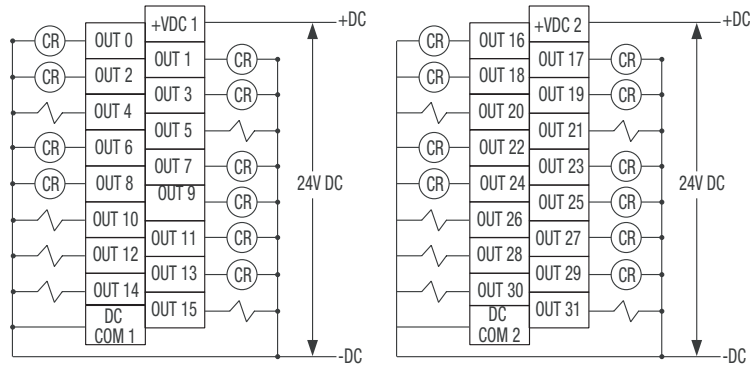 +VDC 1 +DC
CR OUT 0
OUT 1 CR
CR OUT 2
OUT 3 CR
OUT 4
OUT 5
CR OUT 6
OUT 7 CR
CR OUT 8
OUT 9 CR
24V DC
OUT 10
OUT 11 CR
OUT 12
OUT 13 CR
OUT 14
OUT 15
DC
COM 1
-DC
+VDC 2 +DC
CR OUT 16
OUT 17 CR
CR OUT 18
OUT 19 CR
OUT 20
OUT 21
CR OUT 22
OUT 23 CR
CR OUT 24
OUT 25 CR
24V DC
OUT 26
OUT 27 CR
OUT 28
OUT 29 CR
OUT 30
OUT 31
DC
COM 2
-DC